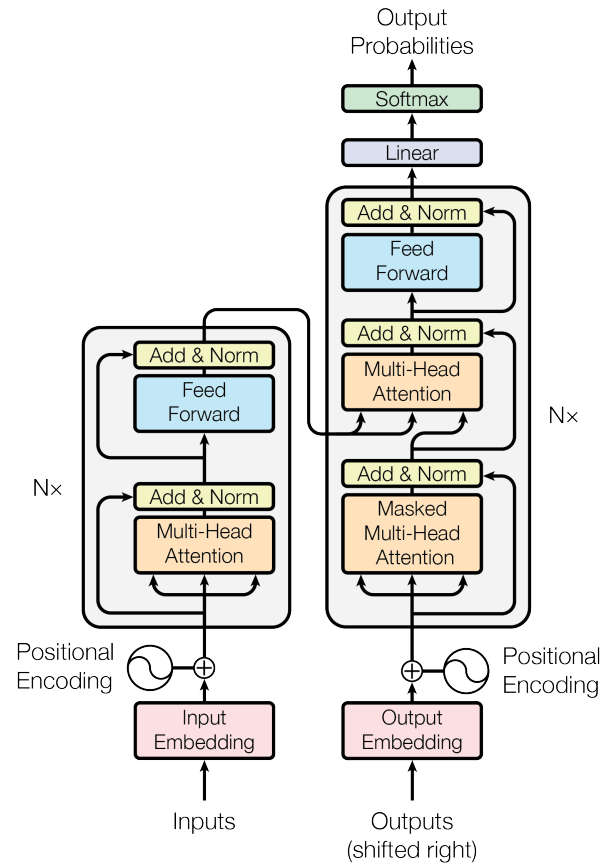 Output
Probabilities
Softmax
Linear
Add & Norm
Feed
Forward
Add & Norm
Multi-Head
Attention
N×
Add & Norm
Masked
Multi-Head
Attention
Add & Norm
Feed
Forward
N×
Add & Norm
Multi-Head
Attention
Positional
Encoding
Positional
Encoding
Input
Embedding
Output
Embedding
Inputs
Outputs
(shifted right)